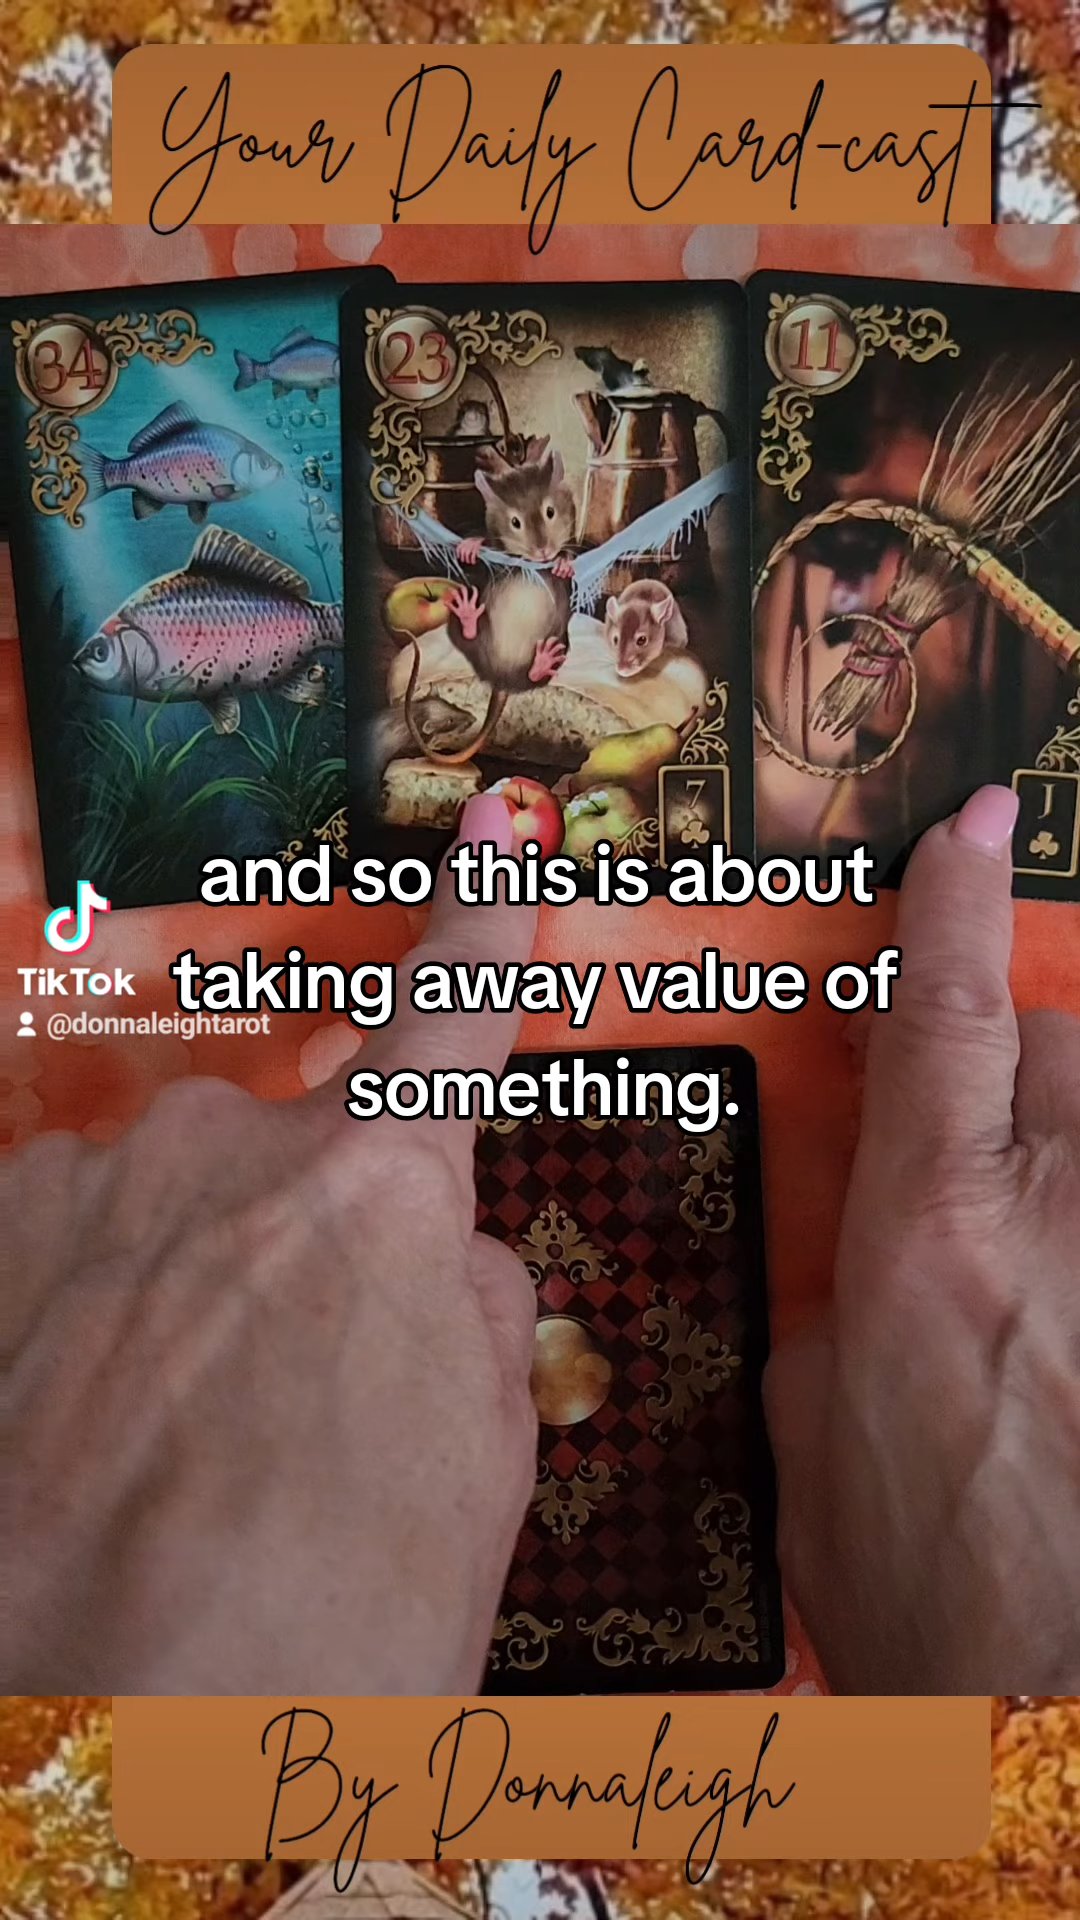 Your Daily Card-cast
34
23
11
7
J
and so this is about
taking away value of
something.
TikTok
@donnaleightarot
By Donnaleigh